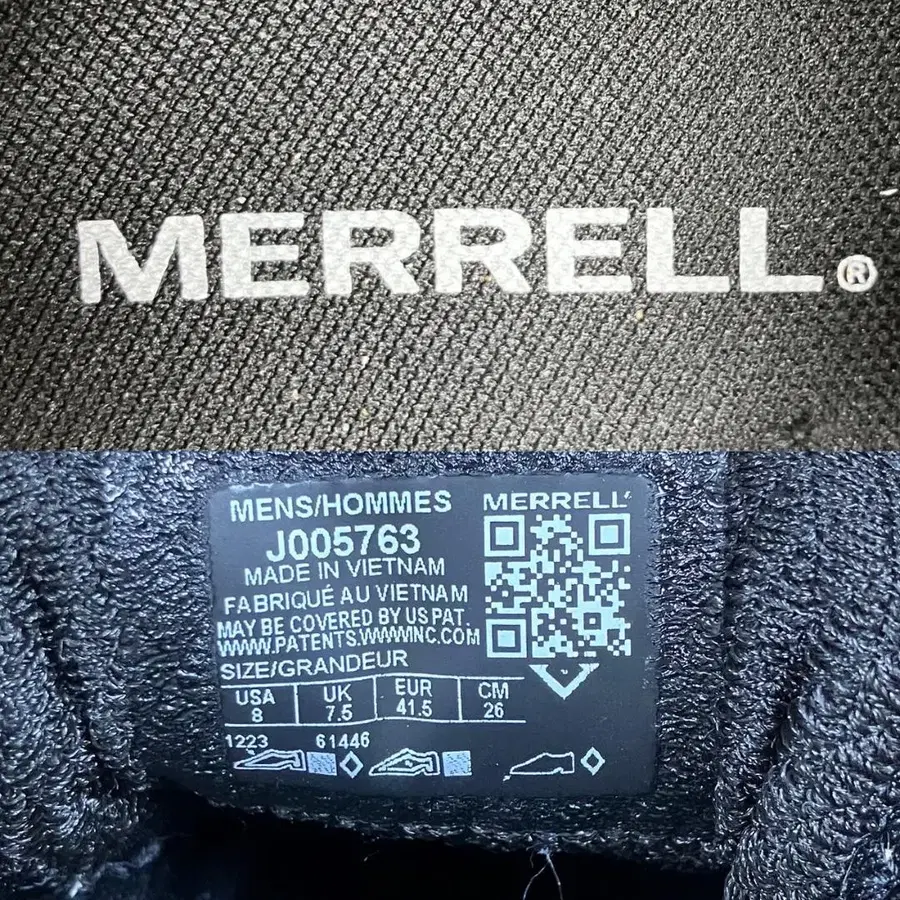 MERRELL®
MENS/HOMMES
J005763
MADE IN VIETNAM
FABRIQUÉ AU VIETNAM
MAY BE COVERED BY US PAT.
WWW.PATENTS.WWWINC.COM
MERRELL
SIZE/GRANDEUR
USA UK EUR CM
8 7.5 41.5 26
1223 61446